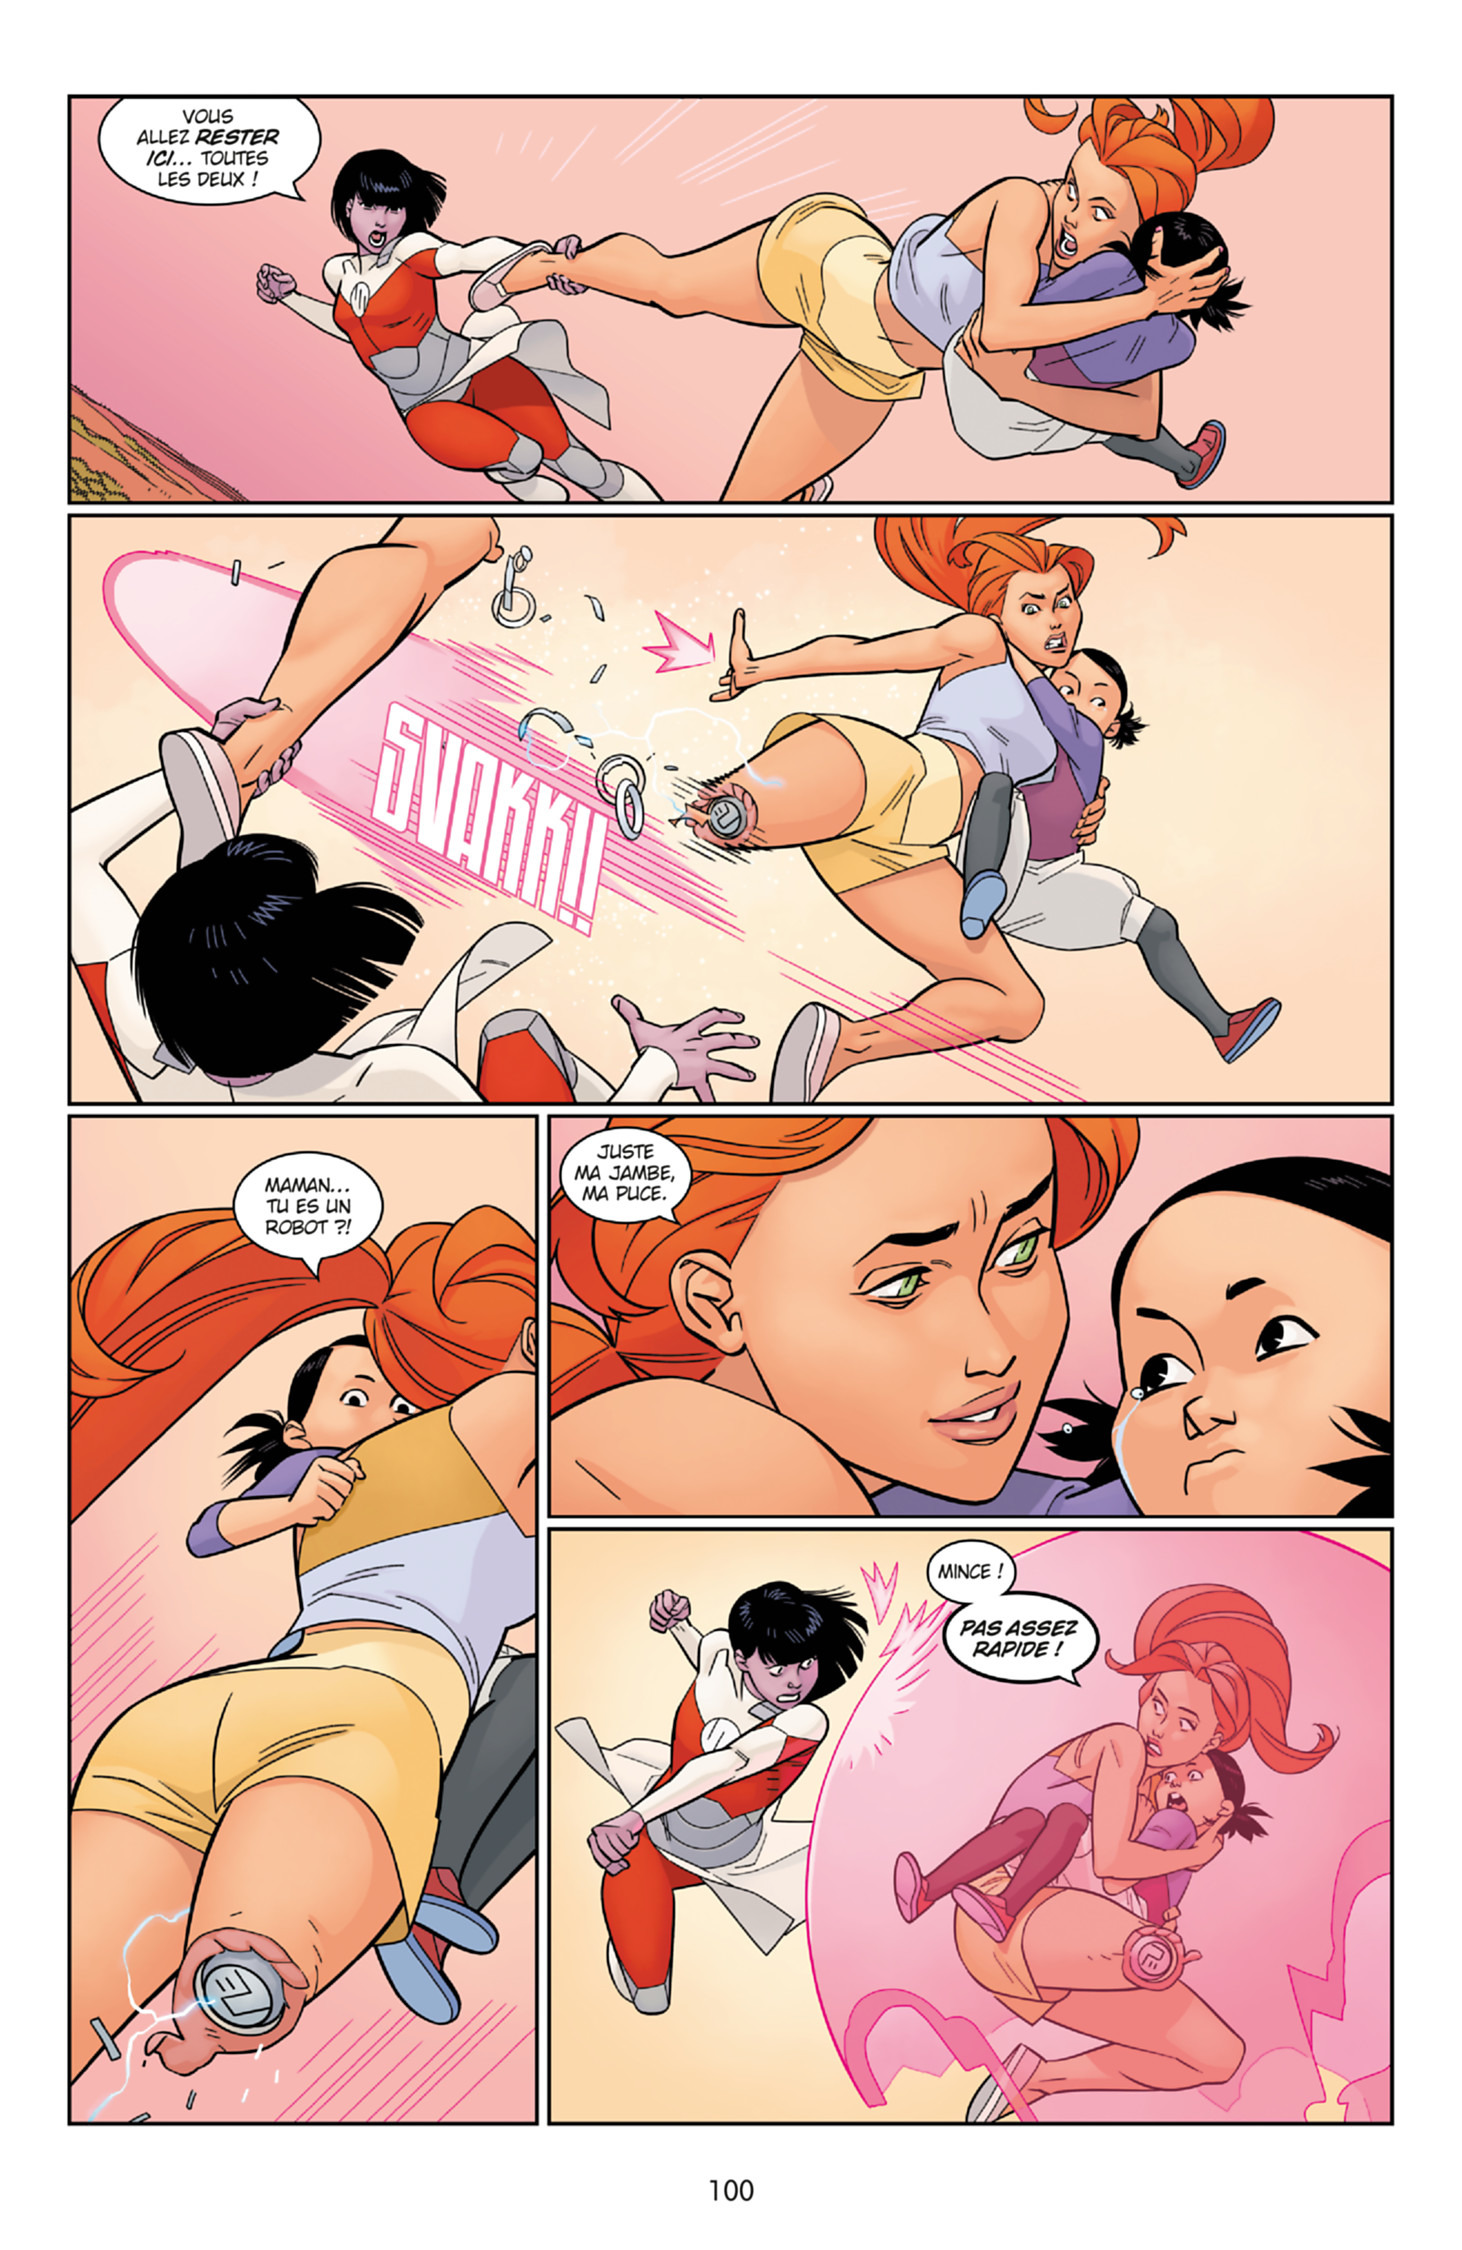 VOUS
ALLEZ RESTER
ICI... TOUTES
LES DEUX !
SVAKK!!
MAMAN...
TU ES UN
ROBOT ?!
JUSTE
MA JAMBE,
MA PUCE.
MINCE !
PAS ASSEZ
RAPIDE !
100